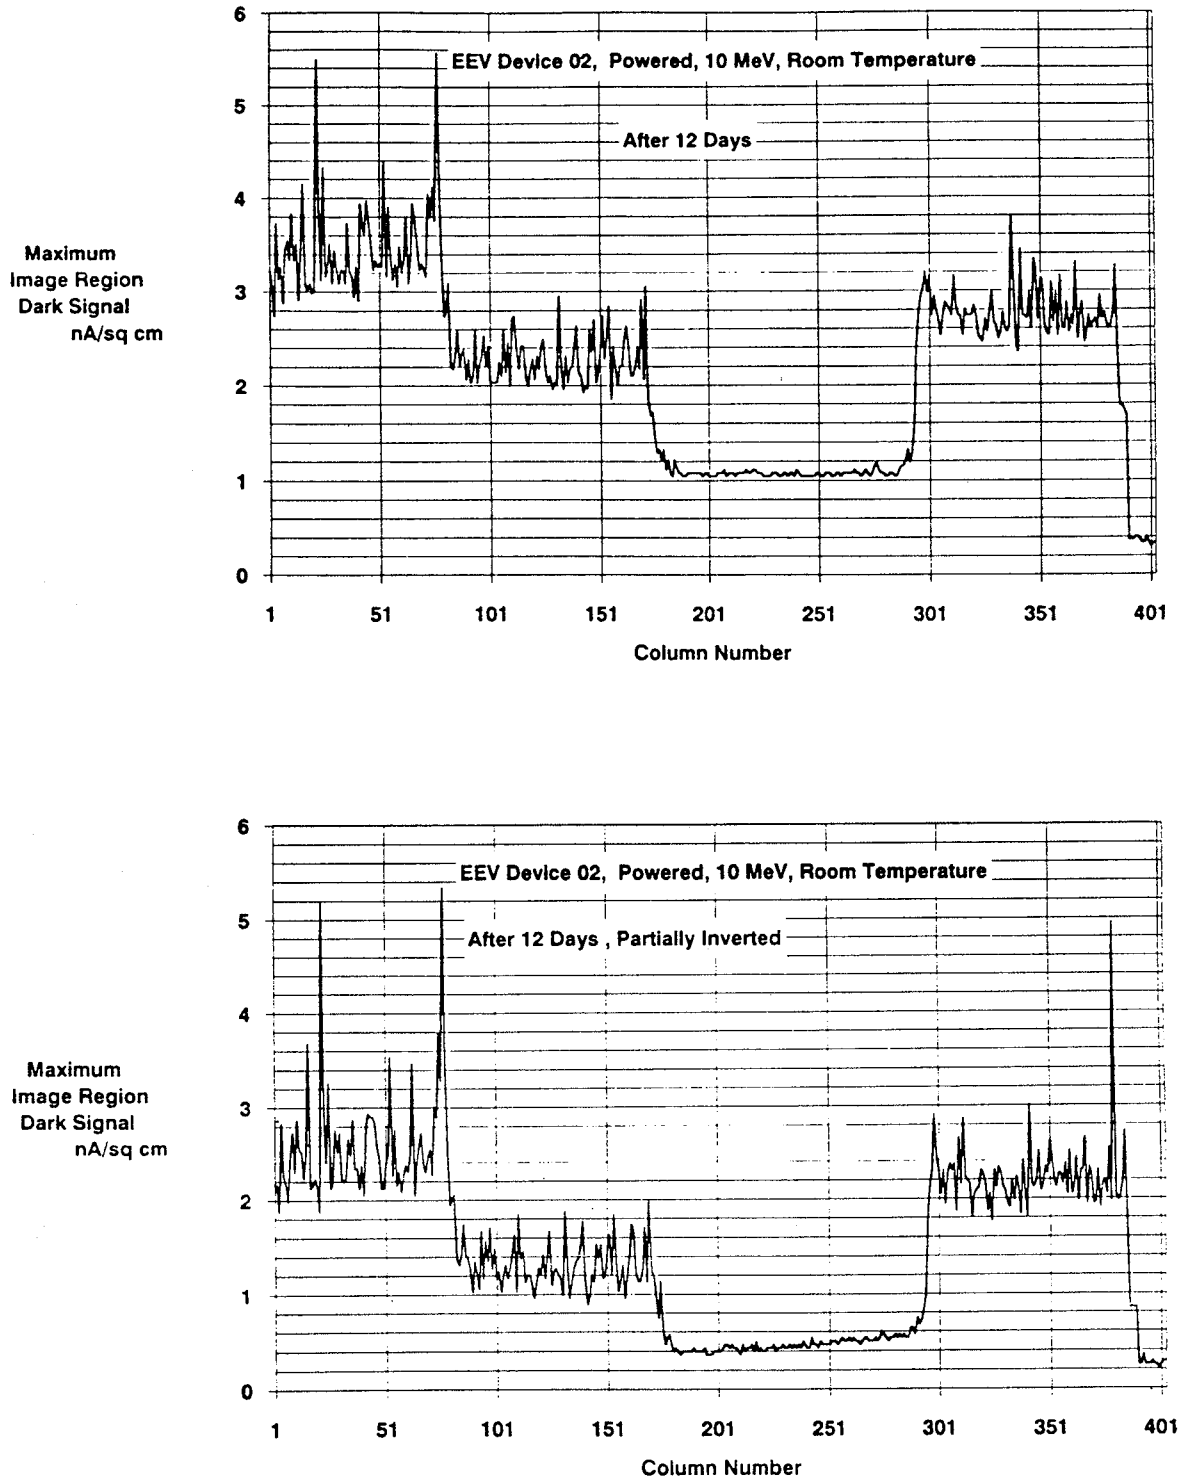 6
EEV Device 02, Powered, 10 MeV, Room Temperature
5
After 12 Days
4
Maximum
Image Region
Dark Signal
nA/sq cm
3
2
1
0
1 51 101 151 201 251 301 351 401
Column Number
6
EEV Device 02, Powered, 10 MeV, Room Temperature
5
After 12 Days , Partially Inverted
4
Maximum
Image Region
Dark Signal
nA/sq cm
3
2
1
0
1 51 101 151 201 251 301 351 401
Column Number